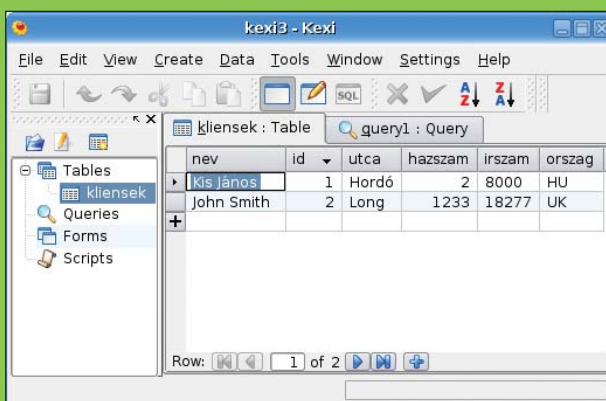 kexi3 - Kexi
File Edit View Create Data Tools Window Settings Help
SQL A Z Z A
kliensek : Table query1 : Query
Tables
kliensek
Queries
Forms
Scripts
nev id utca hazszam irszam orszag
Kis János 1 Hordó 2 8000 HU
John Smith 2 Long 1233 18277 UK
Row: 1 of 2